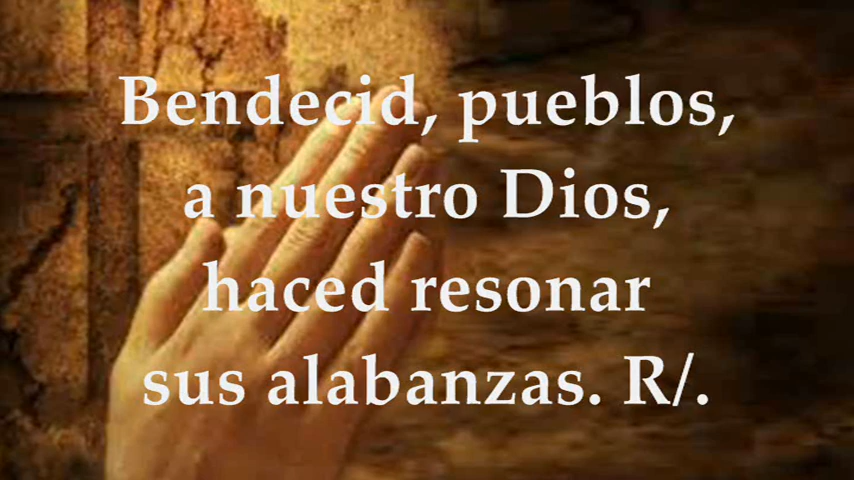 Bendecid, pueblos,
a nuestro Dios,
haced resonar
sus alabanzas. R/.